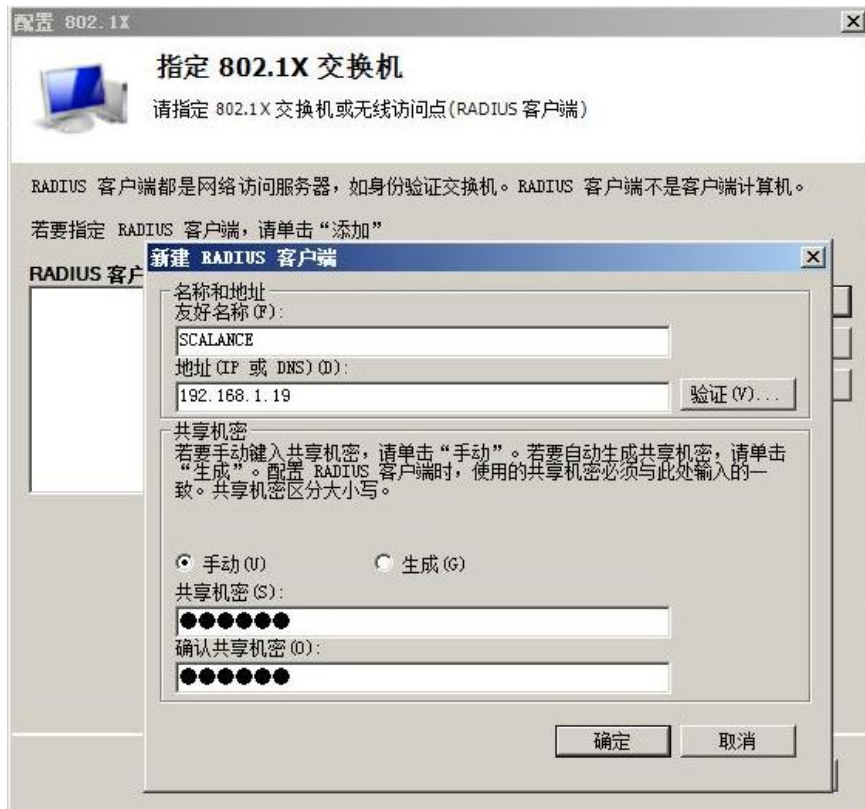 配置 802.1X
指定 802.1X 交换机
请指定 802.1X 交换机或无线访问点(RADIUS 客户端)
RADIUS 客户端都是网络访问服务器，如身份验证交换机。RADIUS 客户端不是客户端计算机。
若要指定 RADIUS 客户端，请单击“添加”
RADIUS 客户
新建 RADIUS 客户端
名称和地址
友好名称(F):
SCALANCE
地址(IP 或 DNS)(D):
192.168.1.19
验证(V)...
共享机密
若要手动键入共享机密，请单击“手动”。若要自动生成共享机密，请单击
“生成”。配置 RADIUS 客户端时，使用的共享机密必须与此处输入的一
致。共享机密区分大小写。
手动(U)
生成(G)
共享机密(S):
●●●●●●
确认共享机密(O):
●●●●●●
确定
取消